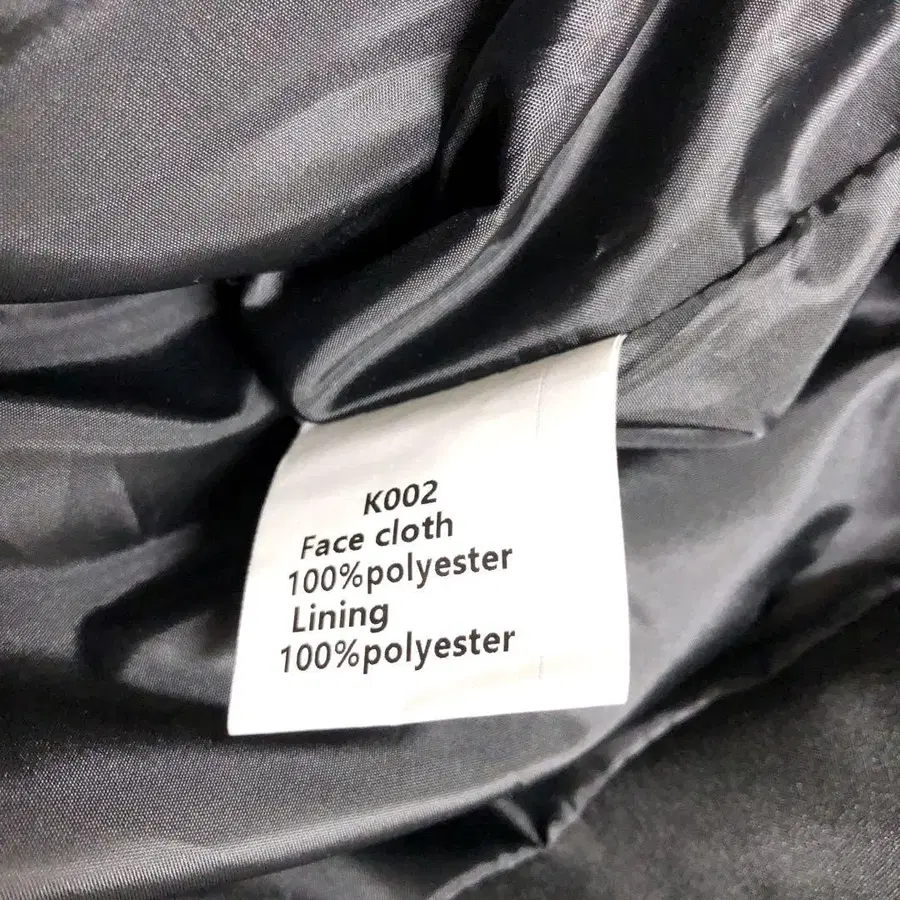 K002
Face cloth
100%polyester
Lining
100%polyester